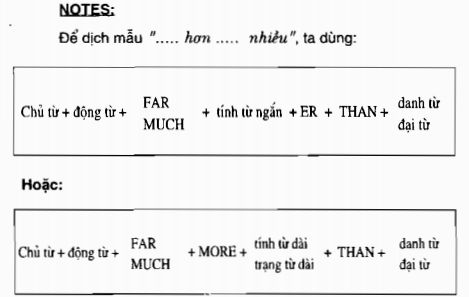 NOTES:
Để dịch mẫu "..... hơn ..... nhiều", ta dùng:
Chủ từ + động từ + FAR MUCH + tính từ ngắn + ER + THAN + danh từ đại từ
Hoặc:
Chủ từ + động từ + FAR MUCH + MORE + tính từ dài trạng từ dài + THAN + danh từ đại từ